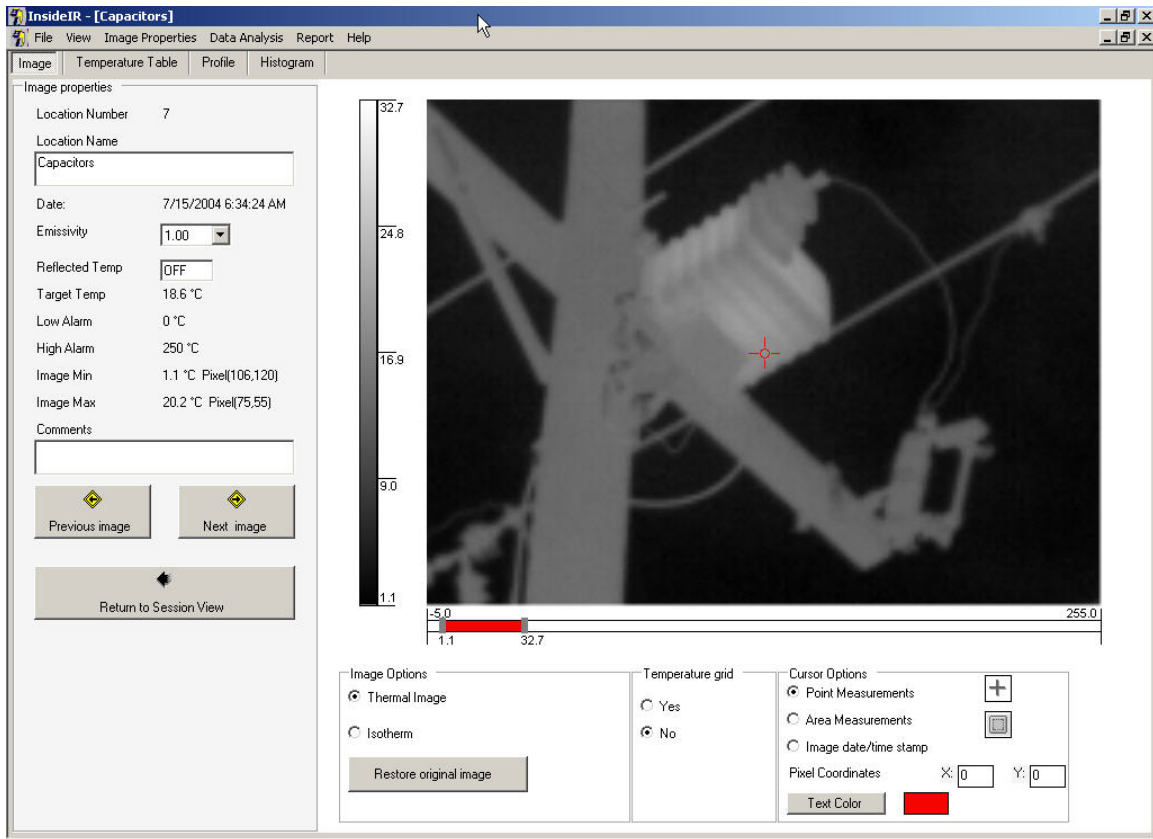 InsideIR - [Capacitors]
File View Image Properties Data Analysis Report Help
Image Temperature Table Profile Histogram
Image properties
Location Number 7
Location Name
Capacitors
Date: 7/15/2004 6:34:24 AM
Emissivity 1.00
Reflected Temp OFF
Target Temp 18.6 °C
Low Alarm 0 °C
High Alarm 250 °C
Image Min 1.1 °C Pixel(106,120)
Image Max 20.2 °C Pixel(75,55)
Comments
Previous image Next image
Return to Session View
32.7
24.8
16.9
9.0
1.1
-5.0 255.0
1.1 32.7
Image Options
Thermal Image
Isotherm
Restore original image
Temperature grid
Yes
No
Cursor Options
Point Measurements
Area Measurements
Image date/time stamp
Pixel Coordinates X: 0 Y: 0
Text Color